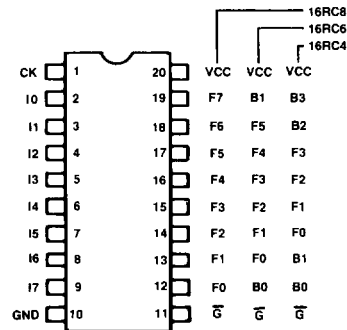 16RC8
16RC6
16RC4
CK 1 20 VCC VCC VCC
I0 2 19 F7 B1 B3
I1 3 18 F6 F5 B2
I2 4 17 F5 F4 F3
I3 5 16 F4 F3 F2
I4 6 15 F3 F2 F1
I5 7 14 F2 F1 F0
I6 8 13 F1 F0 B1
I7 9 12 F0 B0 B0
GND 10 11 G̅ G̅ G̅